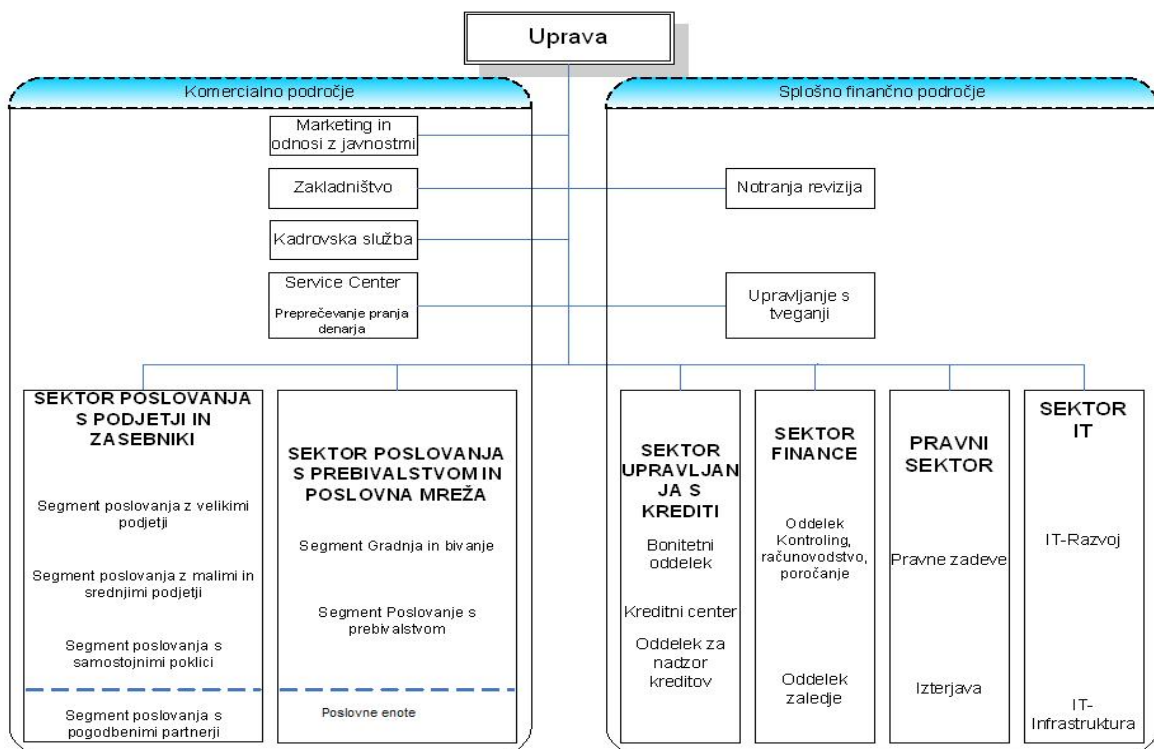 Uprava
Komercialno področje
Splošno finančno področje
Marketing in
odnosi z javnostmi
Zakladništvo
Notranja revizija
Kadrovska služba
Service Center
Preprečevanje pranja
denarja
Upravljanje s
tveganji
SEKTOR POSLOVANJA
S PODJETJI IN
ZASEBNIKI
Segment poslovanja z velikimi
podjetji
Segment poslovanja z malimi in
srednjimi podjetji
Segment poslovanja s
samostojnimi poklici
Segment poslovanja s
pogodbenimi partnerji
SEKTOR POSLOVANJA
S PREBIVALSTVOM IN
POSLOVNA MREŽA
Segment Gradnja in bivanje
Segment Poslovanje s
prebivalstvom
Poslovne enote
SEKTOR
UPRAVLJAN
JA S
KREDITI
Bonitetni
oddelek
Kreditni center
Oddelek za
nadzor
kreditov
SEKTOR
FINANCE
Oddelek
Kontroling,
računovodstvo,
poročanje
Oddelek
zaledje
PRAVNI
SEKTOR
Pravne zadeve
Izterjava
SEKTOR
IT
IT-Razvoj
IT-
Infrastruktura